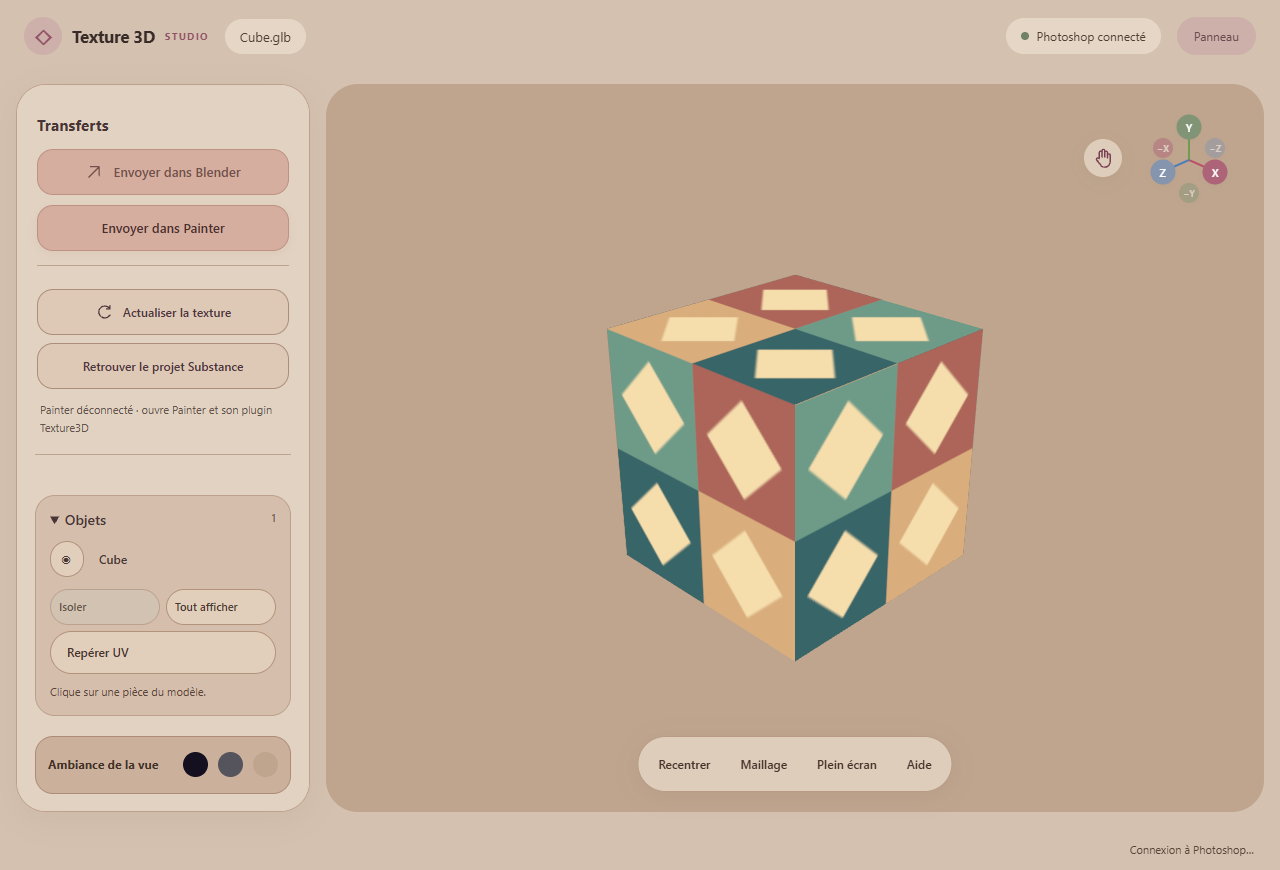 Texture 3D STUDIO Cube.glb
Photoshop connecté Panneau
Transferts
Envoyer dans Blender
Envoyer dans Painter
Actualiser la texture
Retrouver le projet Substance
Painter déconnecté · ouvre Painter et son plugin
Texture3D
Objets 1
Cube
Isoler Tout afficher
Repérer UV
Clique sur une pièce du modèle.
Ambiance de la vue
Y
−X −Z
Z X
−Y
Recentrer Maillage Plein écran Aide
Connexion à Photoshop...